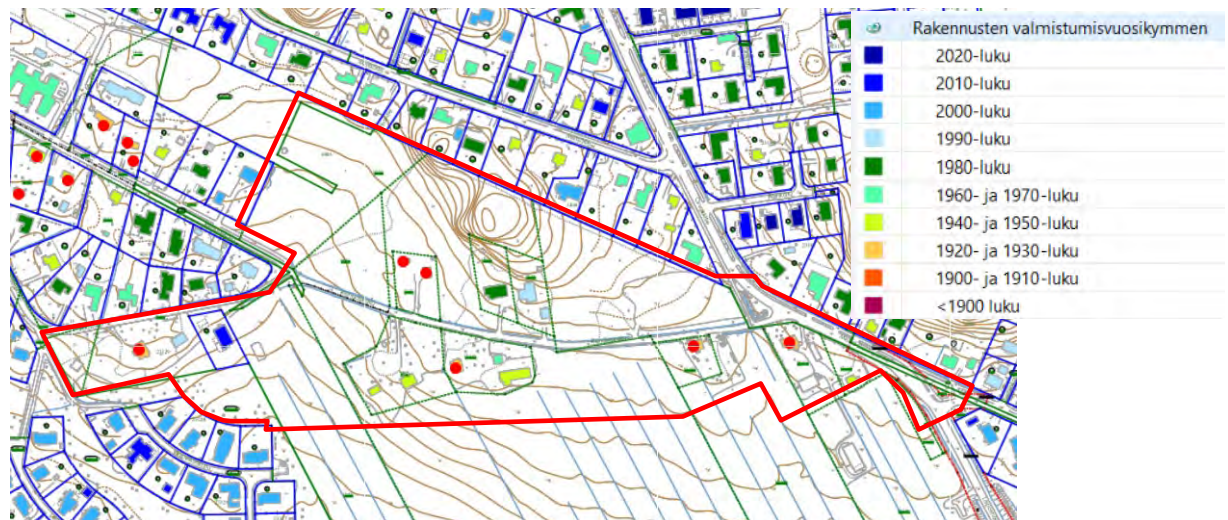 Rakennusten valmistumisvuosikymmen
2020-luku
2010-luku
2000-luku
1990-luku
1980-luku
1960- ja 1970-luku
1940- ja 1950-luku
1920- ja 1930-luku
1900- ja 1910-luku
<1900 luku